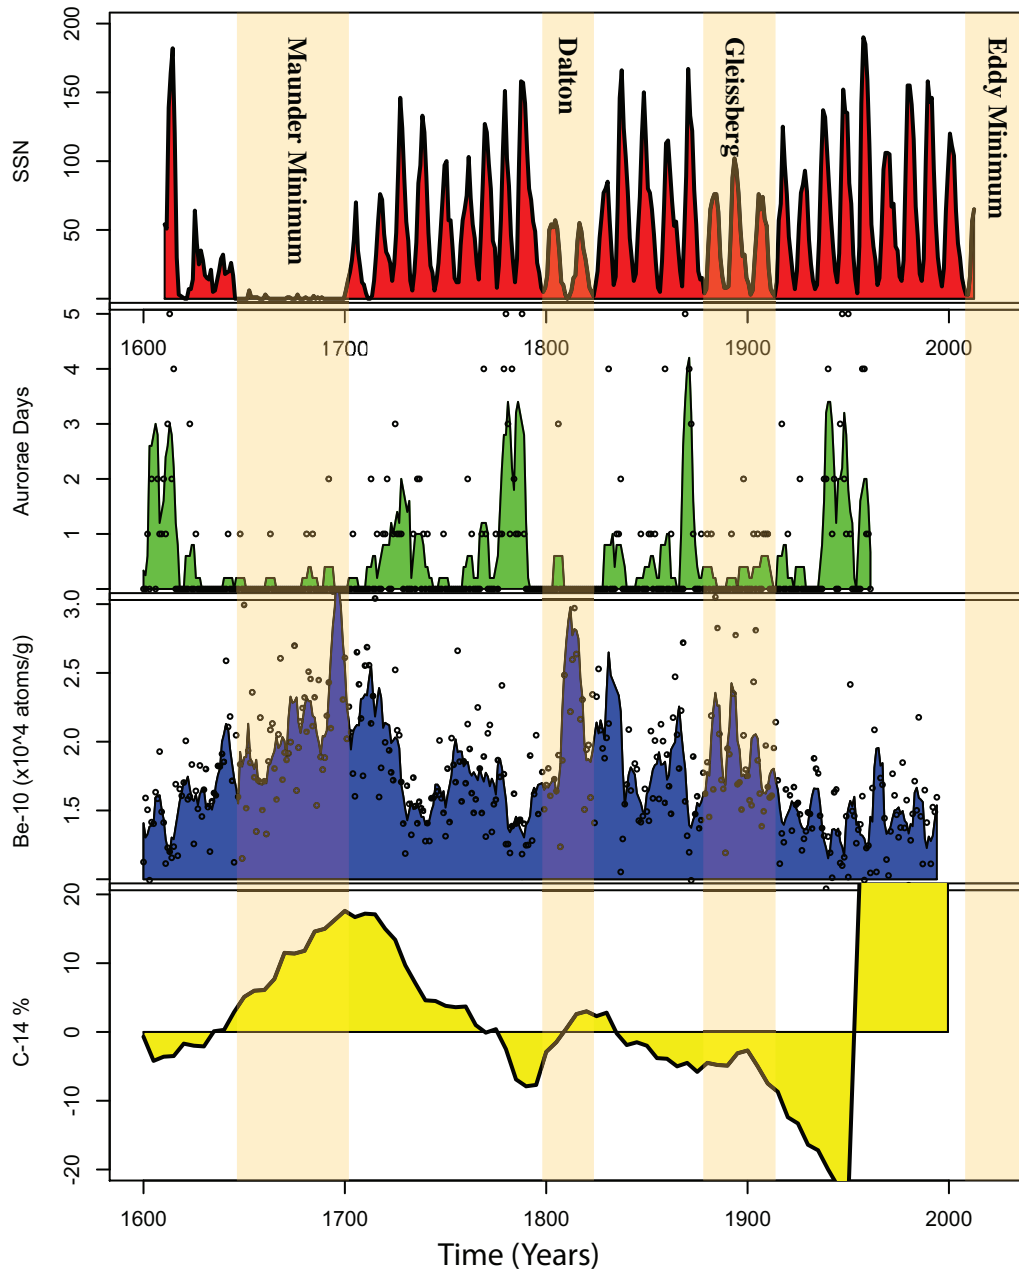 SSN
200
150
100
50
Maunder Minimum
Dalton
Gleissberg
Eddy Minimum
1600 1700 1800 1900 2000
Aurorae Days
5
4
3
2
1
Be-10 (x10^4 atoms/g)
3.0
2.5
2.0
1.5
C-14 %
20
10
0
-10
-20
1600 1700 1800 1900 2000
Time (Years)